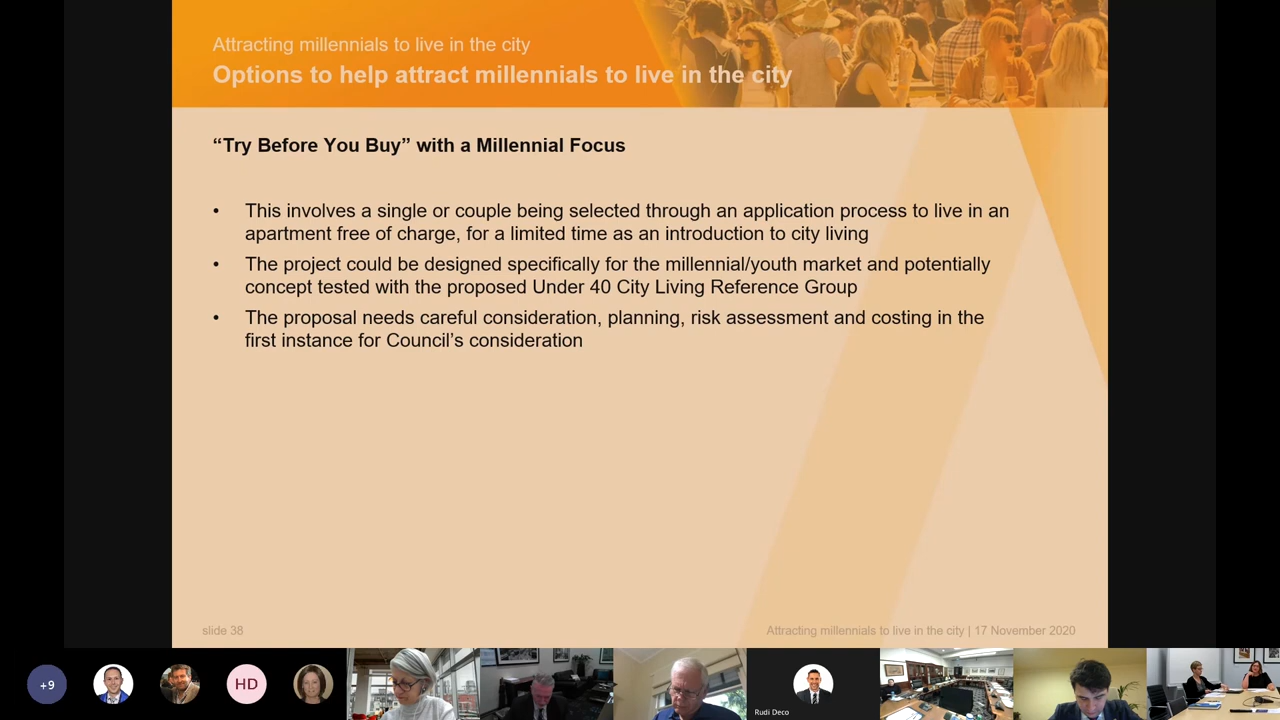 Attracting millennials to live in the city
Options to help attract millennials to live in the city
“Try Before You Buy” with a Millennial Focus
• This involves a single or couple being selected through an application process to live in an
apartment free of charge, for a limited time as an introduction to city living
• The project could be designed specifically for the millennial/youth market and potentially
concept tested with the proposed Under 40 City Living Reference Group
• The proposal needs careful consideration, planning, risk assessment and costing in the
first instance for Council’s consideration
slide 38
Attracting millennials to live in the city | 17 November 2020
+9
HD
Rudi Deco